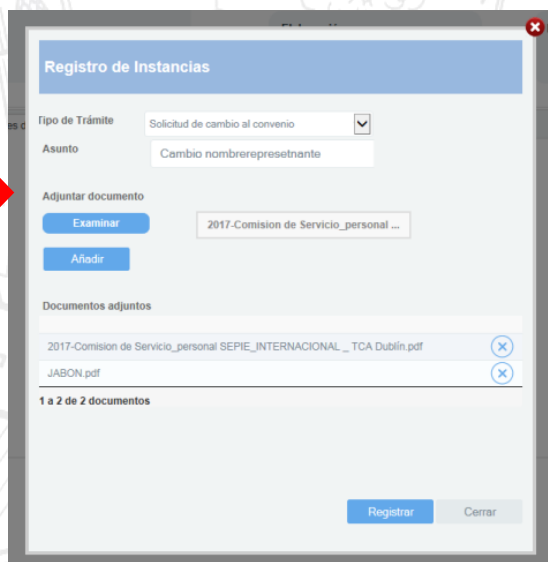 Registro de Instancias
Tipo de Trámite
Solicitud de cambio al convenio
Asunto
Cambio nombrerepresetnante
Adjuntar documento
Examinar
2017-Comision de Servicio_personal ...
Añadir
Documentos adjuntos
2017-Comision de Servicio_personal SEPIE_INTERNACIONAL _ TCA Dublín.pdf
JABON.pdf
1 a 2 de 2 documentos
Registrar Cerrar